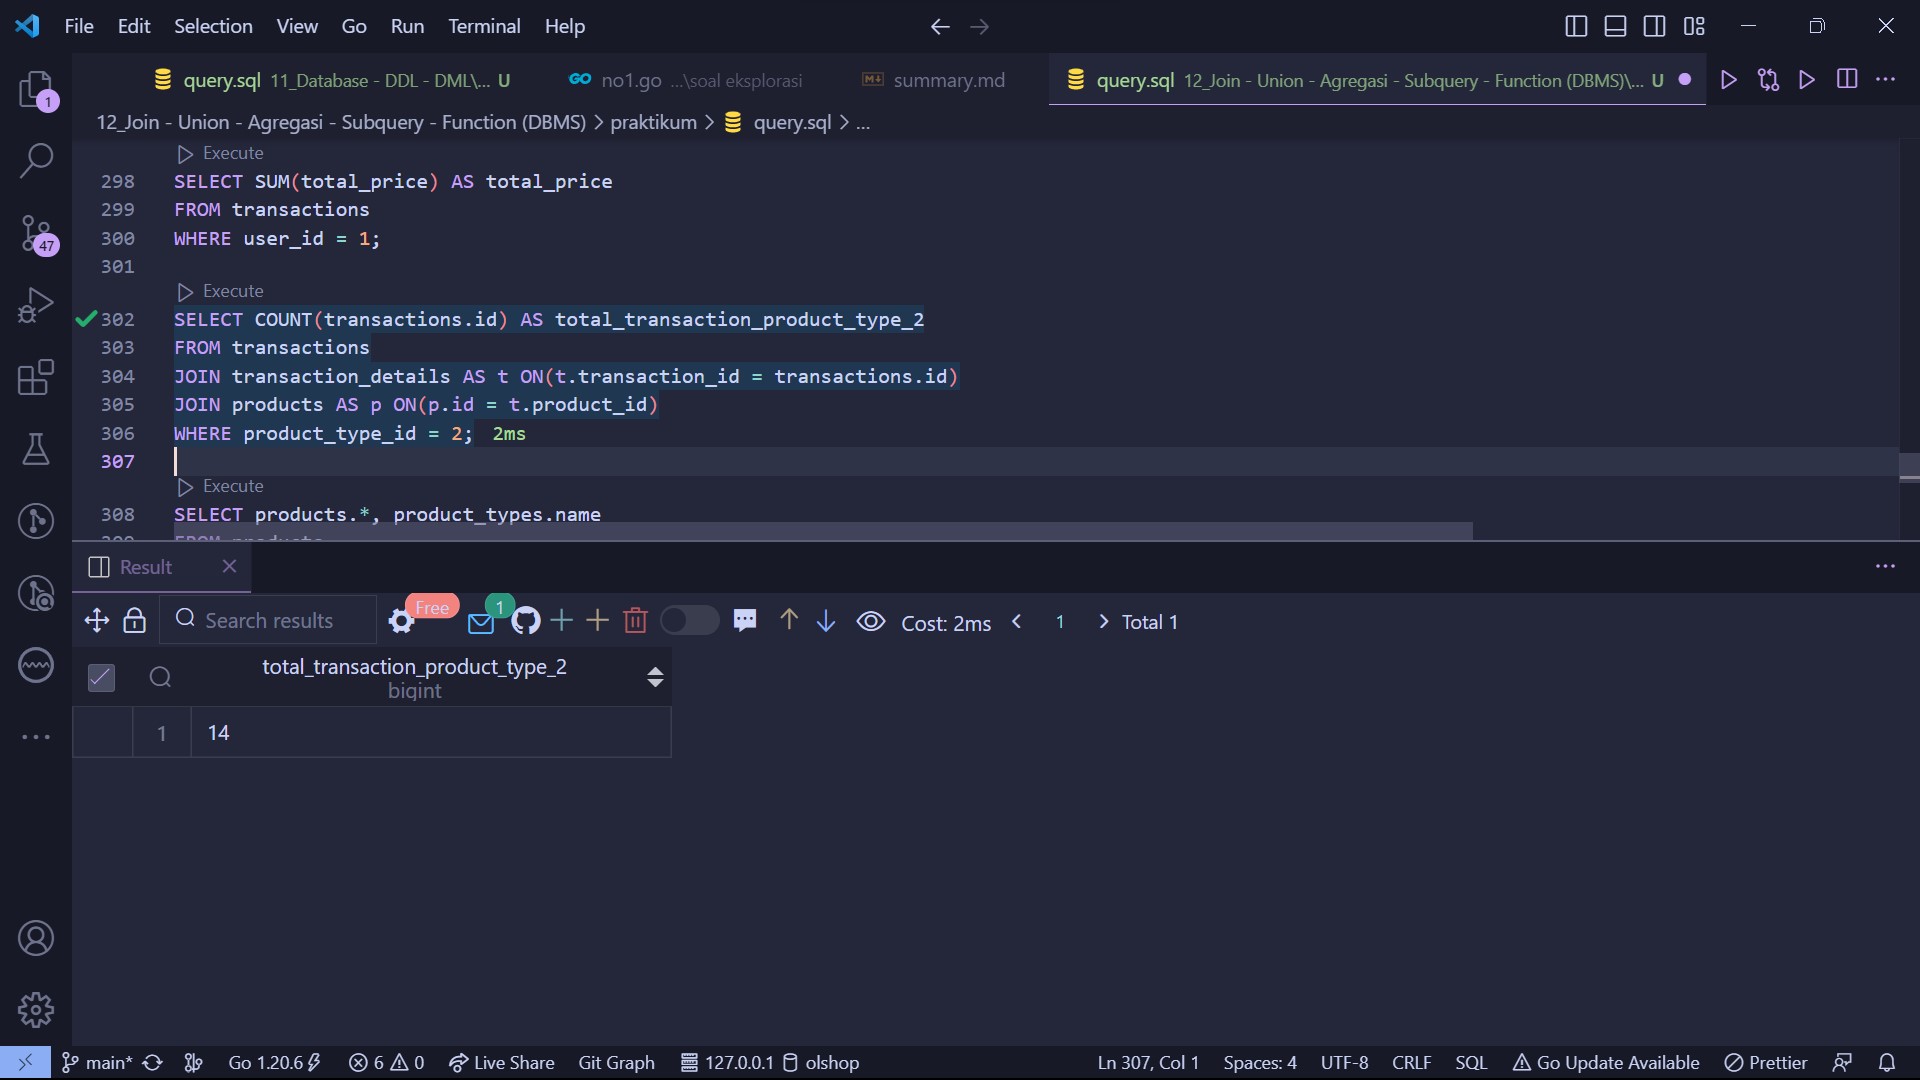 File Edit Selection View Go Run Terminal Help
query.sql 11_Database - DDL - DML\... U
no1.go ...\soal eksplorasi
summary.md
query.sql 12_Join - Union - Agregasi - Subquery - Function (DBMS)\... U
12_Join - Union - Agregasi - Subquery - Function (DBMS) > praktikum > query.sql > ...
1
47
Execute
298 SELECT SUM(total_price) AS total_price
299 FROM transactions
300 WHERE user_id = 1;
301
Execute
302 SELECT COUNT(transactions.id) AS total_transaction_product_type_2
303 FROM transactions
304 JOIN transaction_details AS t ON(t.transaction_id = transactions.id)
305 JOIN products AS p ON(p.id = t.product_id)
306 WHERE product_type_id = 2; 2ms
307
Execute
308 SELECT products.*, product_types.name
309 FROM products
Result
Search results Free 1 Cost: 2ms < 1 > Total 1
total_transaction_product_type_2
bigint
1 14
main* Go 1.20.6 6 0 Live Share Git Graph 127.0.0.1 olshop Ln 307, Col 1 Spaces: 4 UTF-8 CRLF SQL Go Update Available Prettier